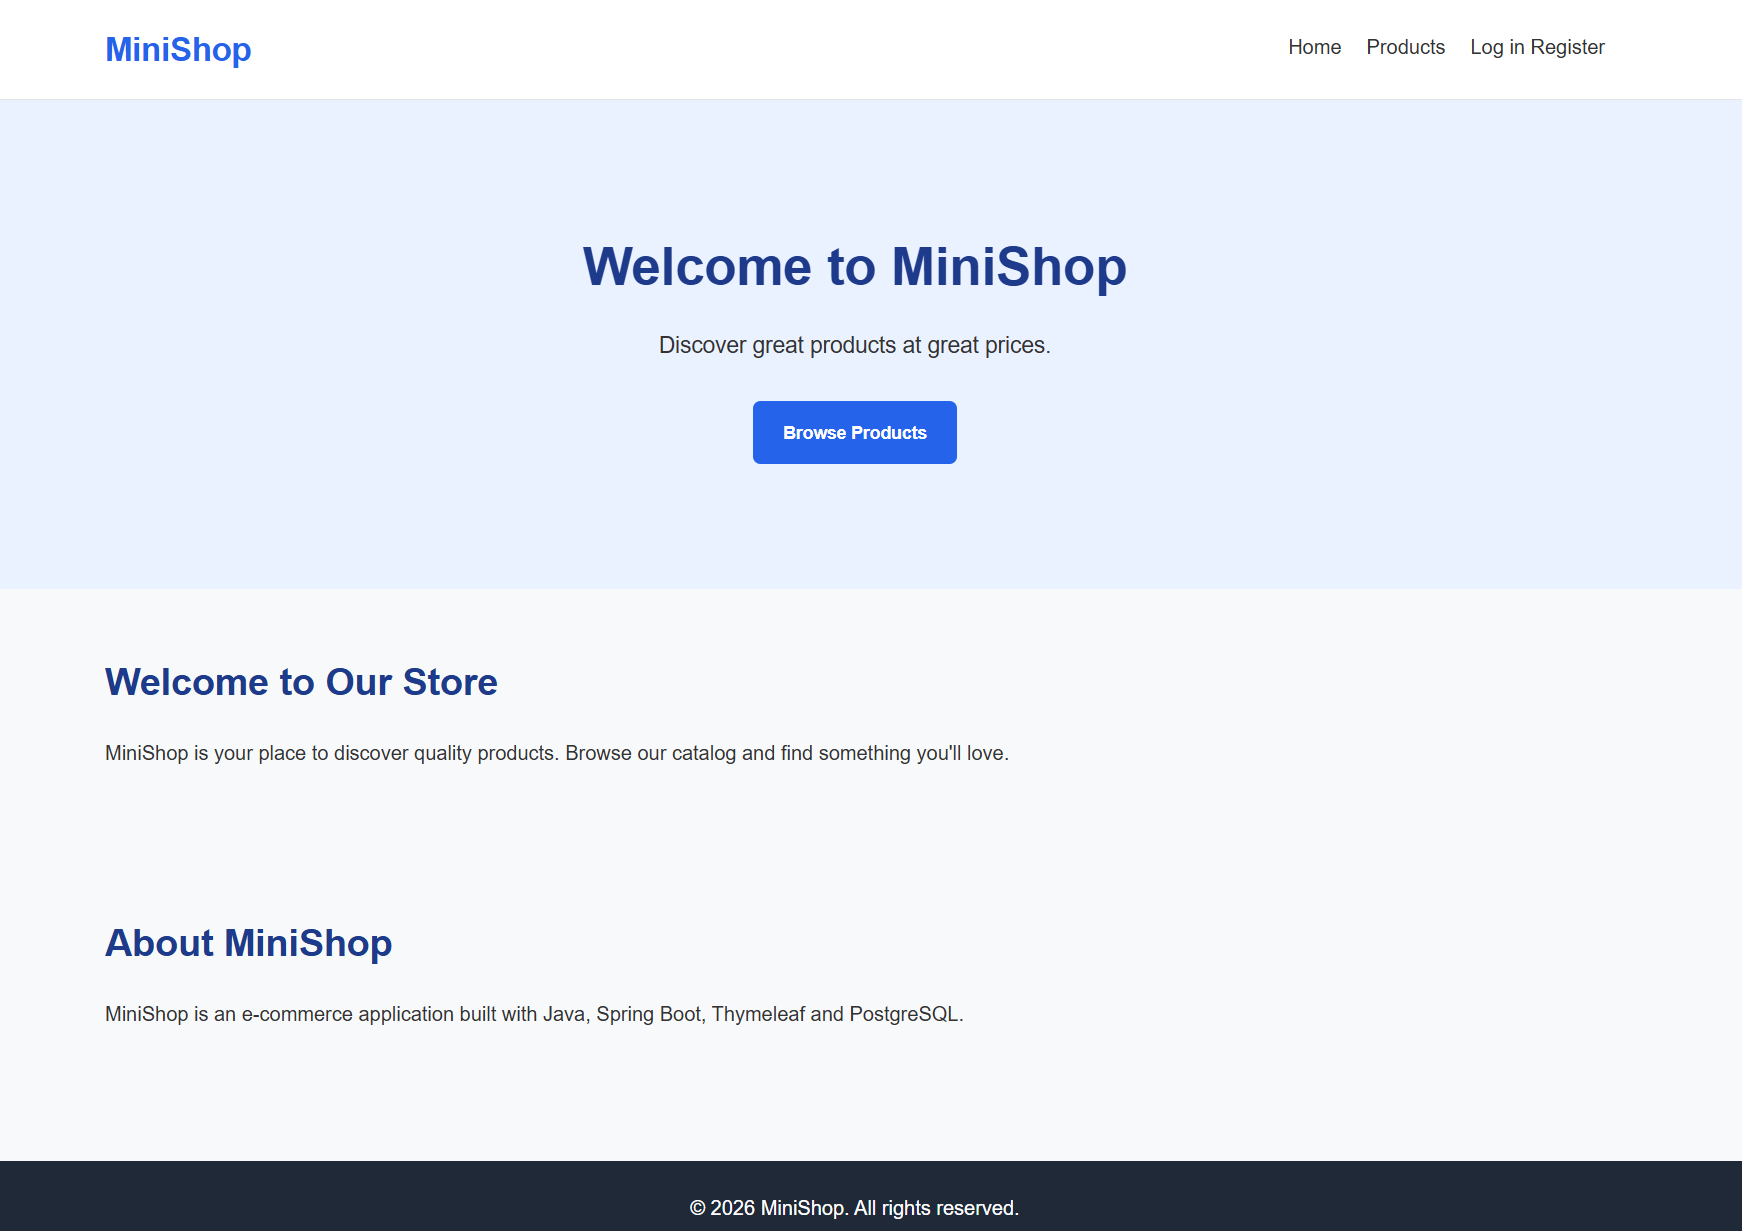 MiniShop
Home Products Log in Register
Welcome to MiniShop
Discover great products at great prices.
Browse Products
Welcome to Our Store
MiniShop is your place to discover quality products. Browse our catalog and find something you'll love.
About MiniShop
MiniShop is an e-commerce application built with Java, Spring Boot, Thymeleaf and PostgreSQL.
© 2026 MiniShop. All rights reserved.